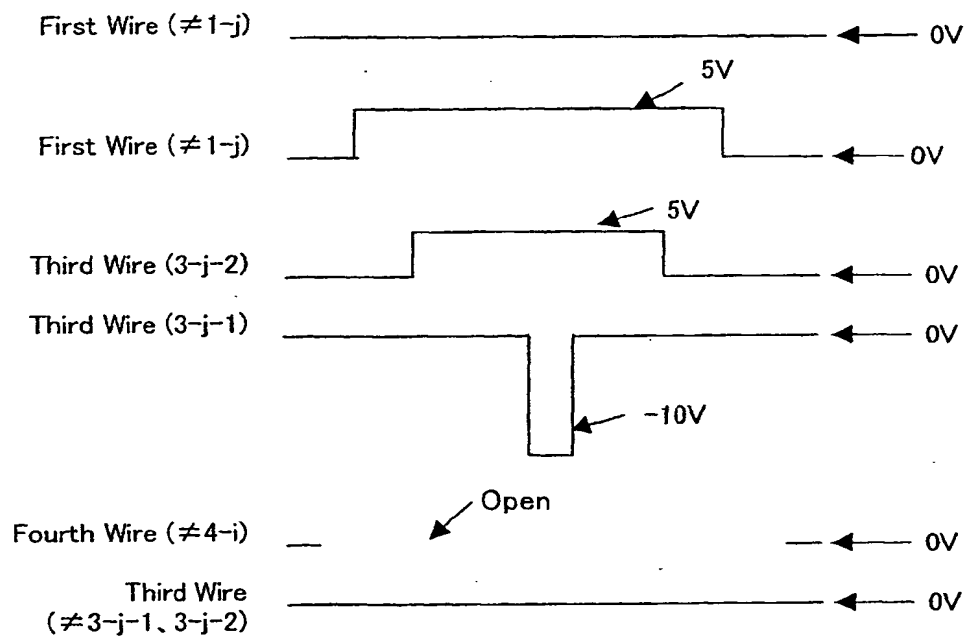 First Wire (≠1-j) 0V
5V
First Wire (≠1-j) 0V
5V
Third Wire (3-j-2) 0V
Third Wire (3-j-1) 0V
-10V
Open
Fourth Wire (≠4-i) 0V
Third Wire
(≠3-j-1、3-j-2) 0V